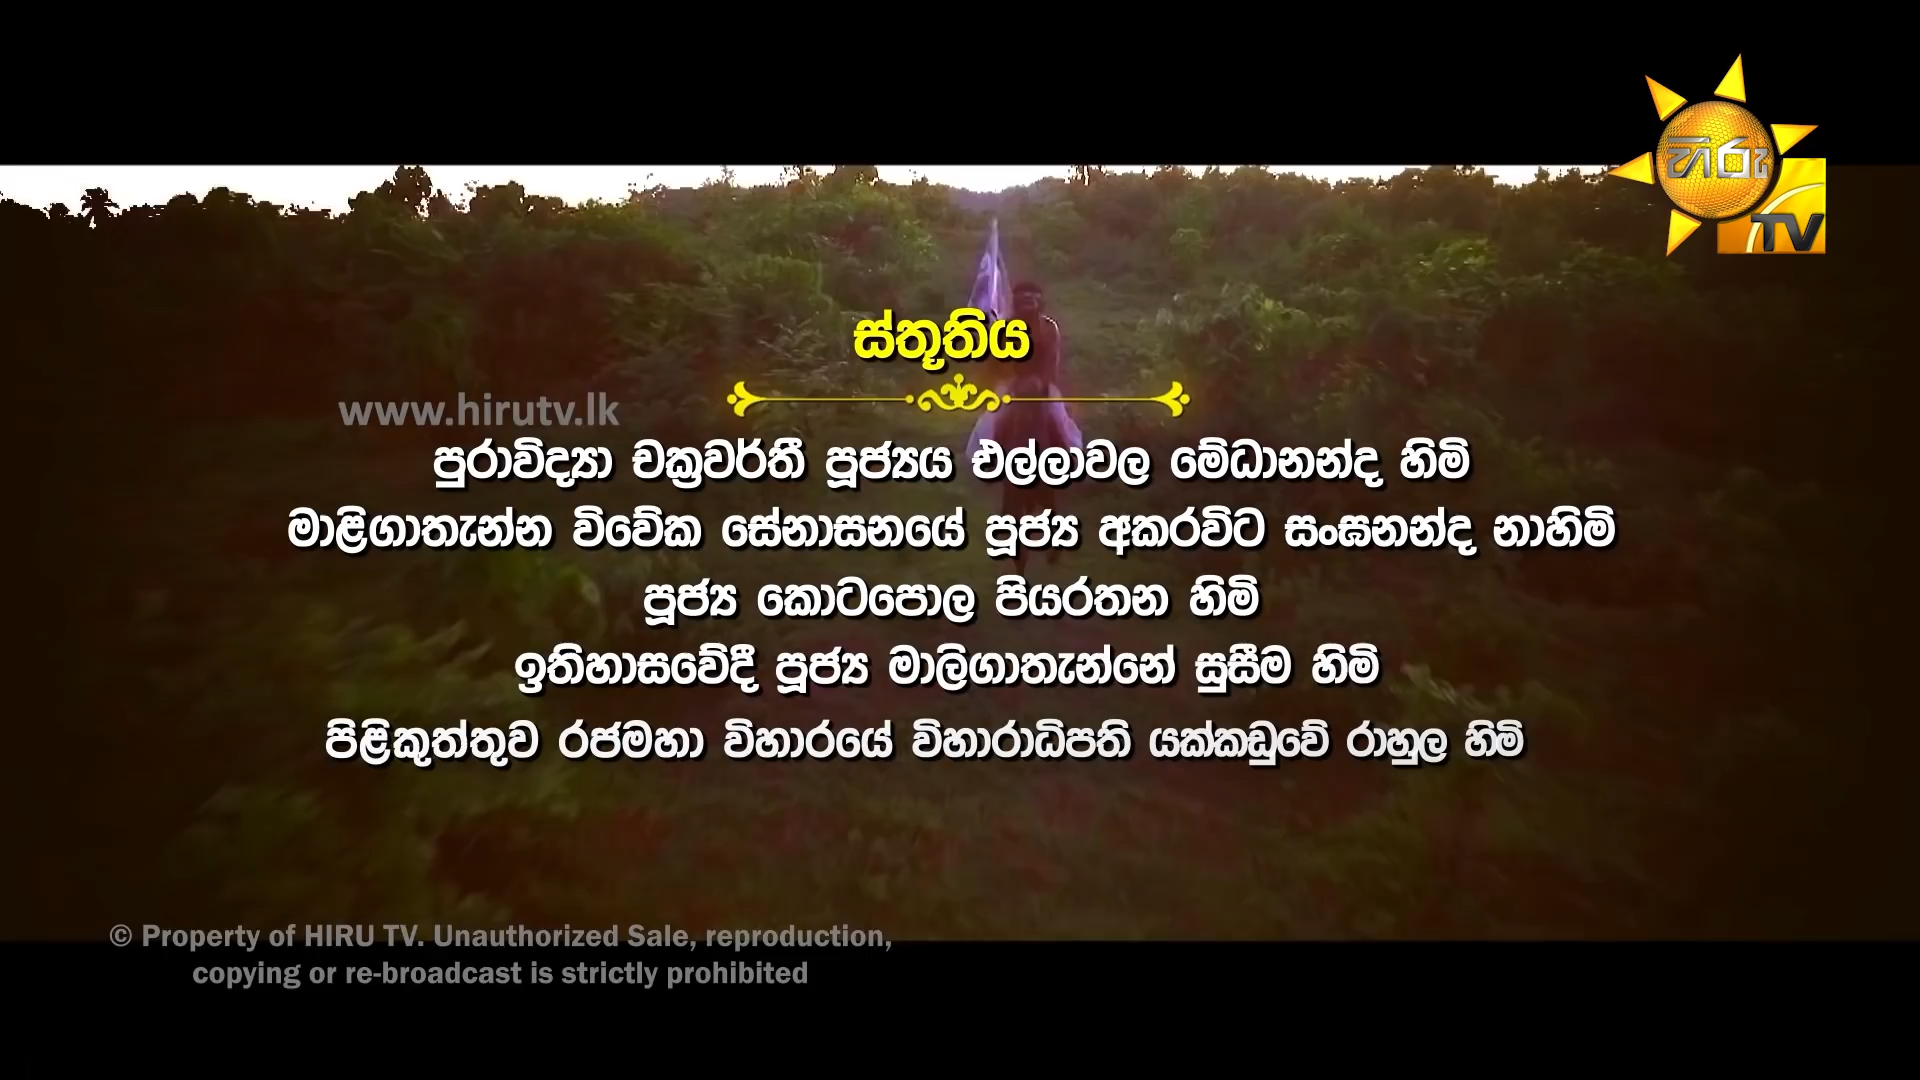 හිරු
TV
ස්තූතිය
www.hirutv.lk
පුරාවිද්‍යා චක්‍රවර්තී පූජ්‍යය එල්ලාවල මේධානන්ද හිමි
මාළිගාතැන්න විවේක සේනාසනයේ පූජ්‍ය අකරවිට සංඝනන්ද නාහිමි
පූජ්‍ය කොටපොල පියරතන හිමි
ඉතිහාසවේදී පූජ්‍ය මාලිගාතැන්නේ සුසීම හිමි
පිළිකුත්තුව රජමහා විහාරයේ විහාරාධිපති යක්කඩුවේ රාහුල හිමි
© Property of HIRU TV. Unauthorized Sale, reproduction,
copying or re-broadcast is strictly prohibited